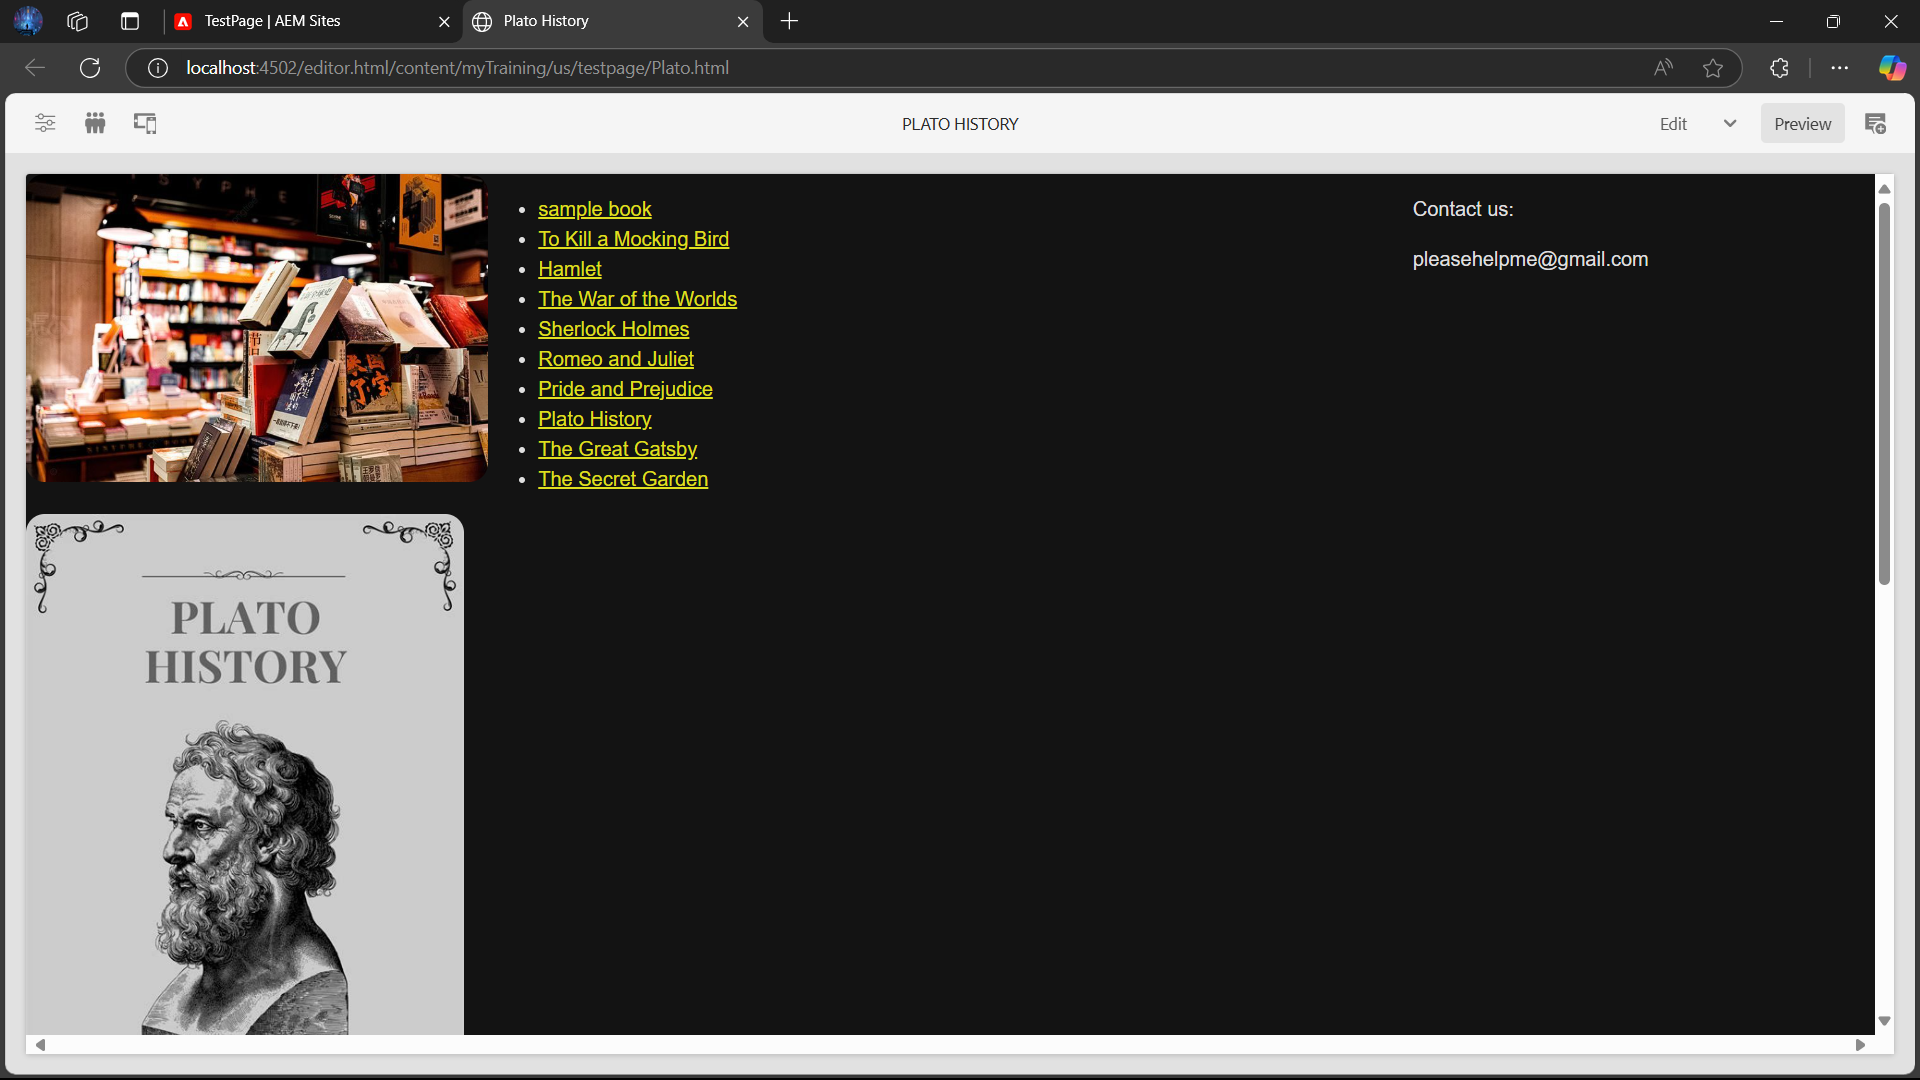 TestPage | AEM Sites
Plato History
localhost:4502/editor.html/content/myTraining/us/testpage/Plato.html
PLATO HISTORY
Edit
Preview
SYPHE
sample book
To Kill a Mocking Bird
Hamlet
The War of the Worlds
Sherlock Holmes
Romeo and Juliet
Pride and Prejudice
Plato History
The Great Gatsby
The Secret Garden
Contact us:
pleasehelpme@gmail.com
PLATO
HISTORY